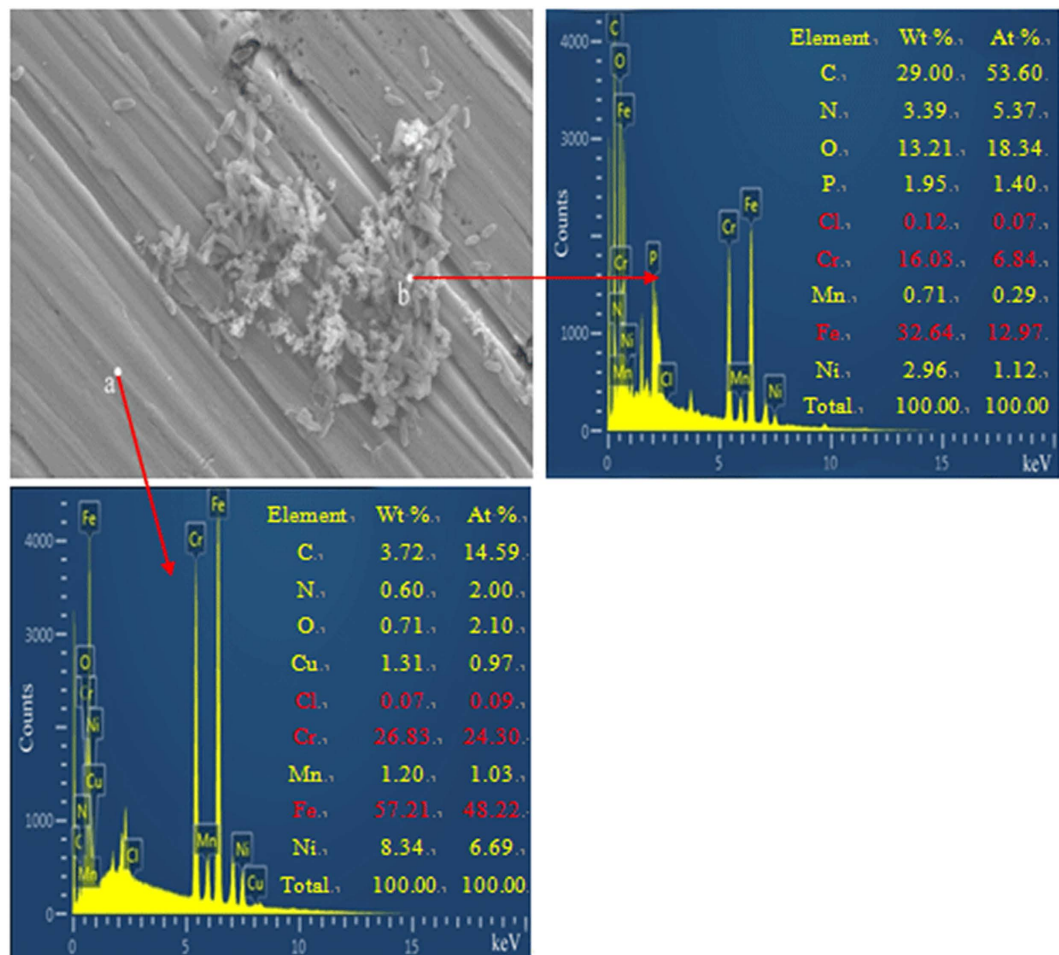 a
b
4000
3000
1000
0
Counts
C
O
Fe
Cr
N
Ni
Mn
P
Cl
Cr
Mn
Fe
Ni
0 5 10 15 keV
Element Wt% At%
C 29.00 53.60
N 3.39 5.37
O 13.21 18.34
P 1.95 1.40
Cl 0.12 0.07
Cr 16.03 6.84
Mn 0.71 0.29
Fe 32.64 12.97
Ni 2.96 1.12
Total 100.00 100.00
4000
3000
1000
0
Counts
Fe
O
Cr
Ni
Cu
N
C
Mn
Cl
Cr
Mn
Fe
Ni
Cu
0 5 10 15 keV
Element Wt% At%
C 3.72 14.59
N 0.60 2.00
O 0.71 2.10
Cu 1.31 0.97
Cl 0.07 0.09
Cr 26.83 24.30
Mn 1.20 1.03
Fe 57.21 48.22
Ni 8.34 6.69
Total 100.00 100.00